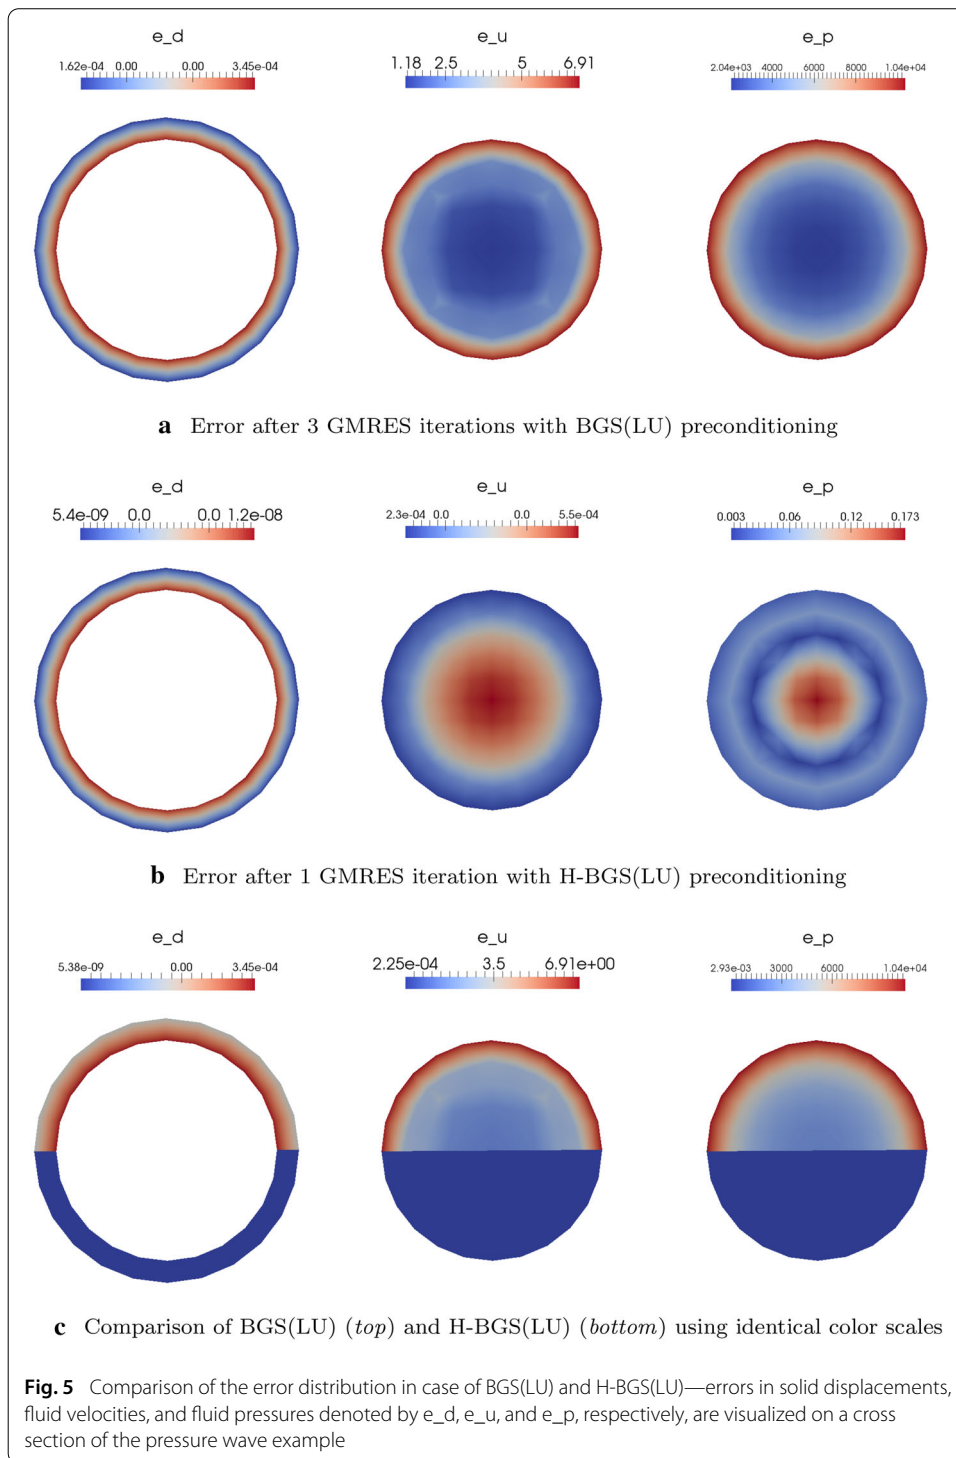 e_d
e_u
e_p
1.62e-04 0.00 0.00 3.45e-04
1.18 2.5 5 6.91
2.04e+03 4000 6000 8000 1.04e+04
a Error after 3 GMRES iterations with BGS(LU) preconditioning
e_d
e_u
e_p
5.4e-09 0.0 0.0 1.2e-08
2.3e-04 0.0 0.0 5.5e-04
0.003 0.06 0.12 0.173
b Error after 1 GMRES iteration with H-BGS(LU) preconditioning
e_d
e_u
e_p
5.38e-09 0.00 3.45e-04
2.25e-04 3.5 6.91e+00
2.93e-03 3000 6000 1.04e+04
c Comparison of BGS(LU) (top) and H-BGS(LU) (bottom) using identical color scales
Fig. 5 Comparison of the error distribution in case of BGS(LU) and H-BGS(LU)—errors in solid displacements,
fluid velocities, and fluid pressures denoted by e_d, e_u, and e_p, respectively, are visualized on a cross
section of the pressure wave example